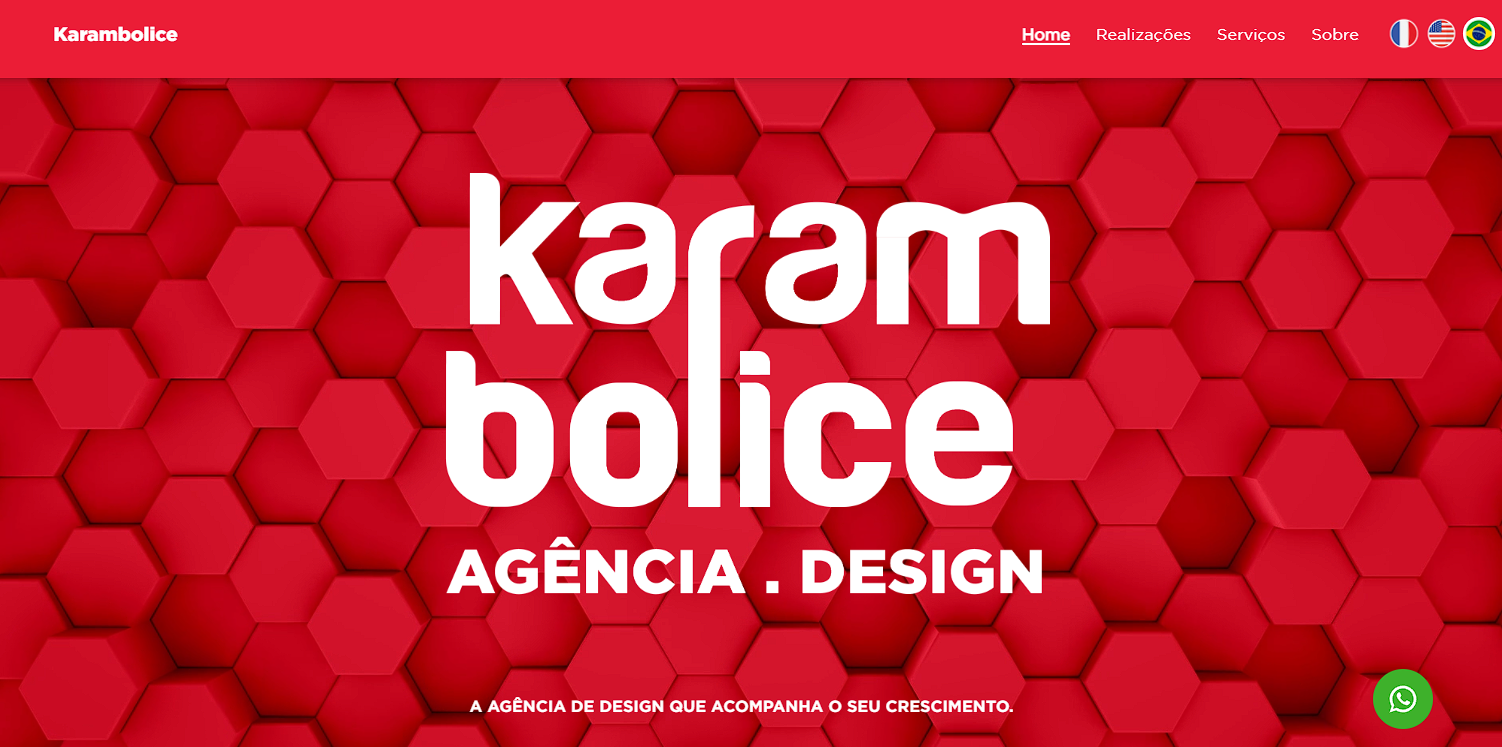 Karambolice
Home
Realizações
Serviços
Sobre
karam
bolice
AGÊNCIA . DESIGN
A AGÊNCIA DE DESIGN QUE ACOMPANHA O SEU CRESCIMENTO.